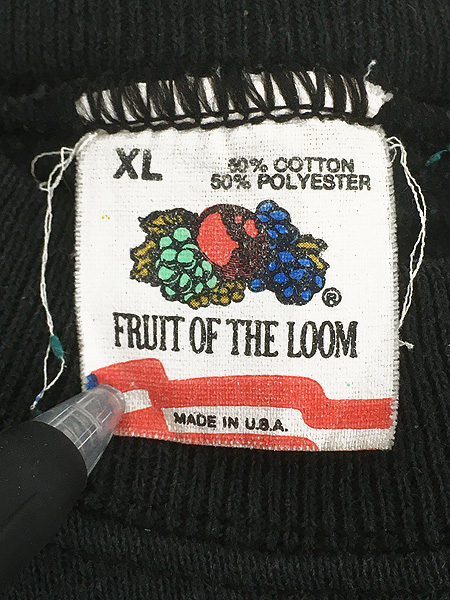 XL
50% COTTON
50% POLYESTER
®
FRUIT OF THE LOOM
MADE IN U.S.A.